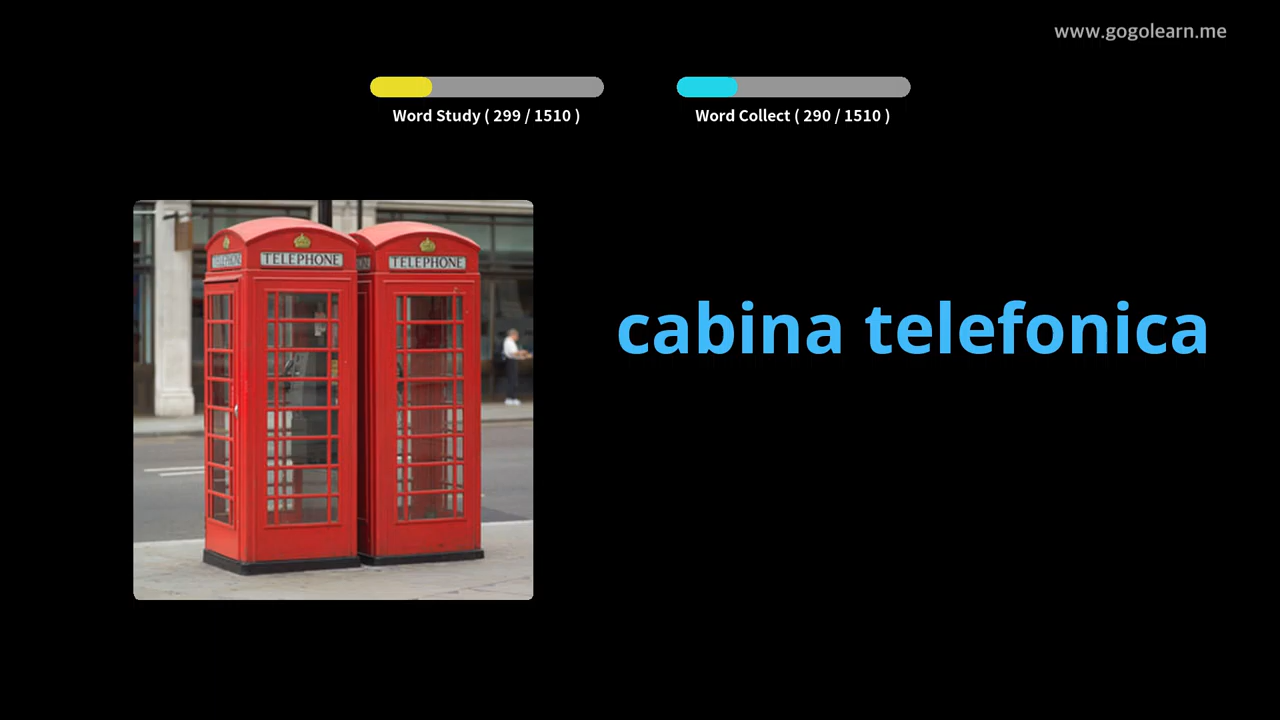 www.gogolearn.me
Word Study ( 299 / 1510 )
Word Collect ( 290 / 1510 )
TELEPHONE
TELEPHONE
cabina telefonica